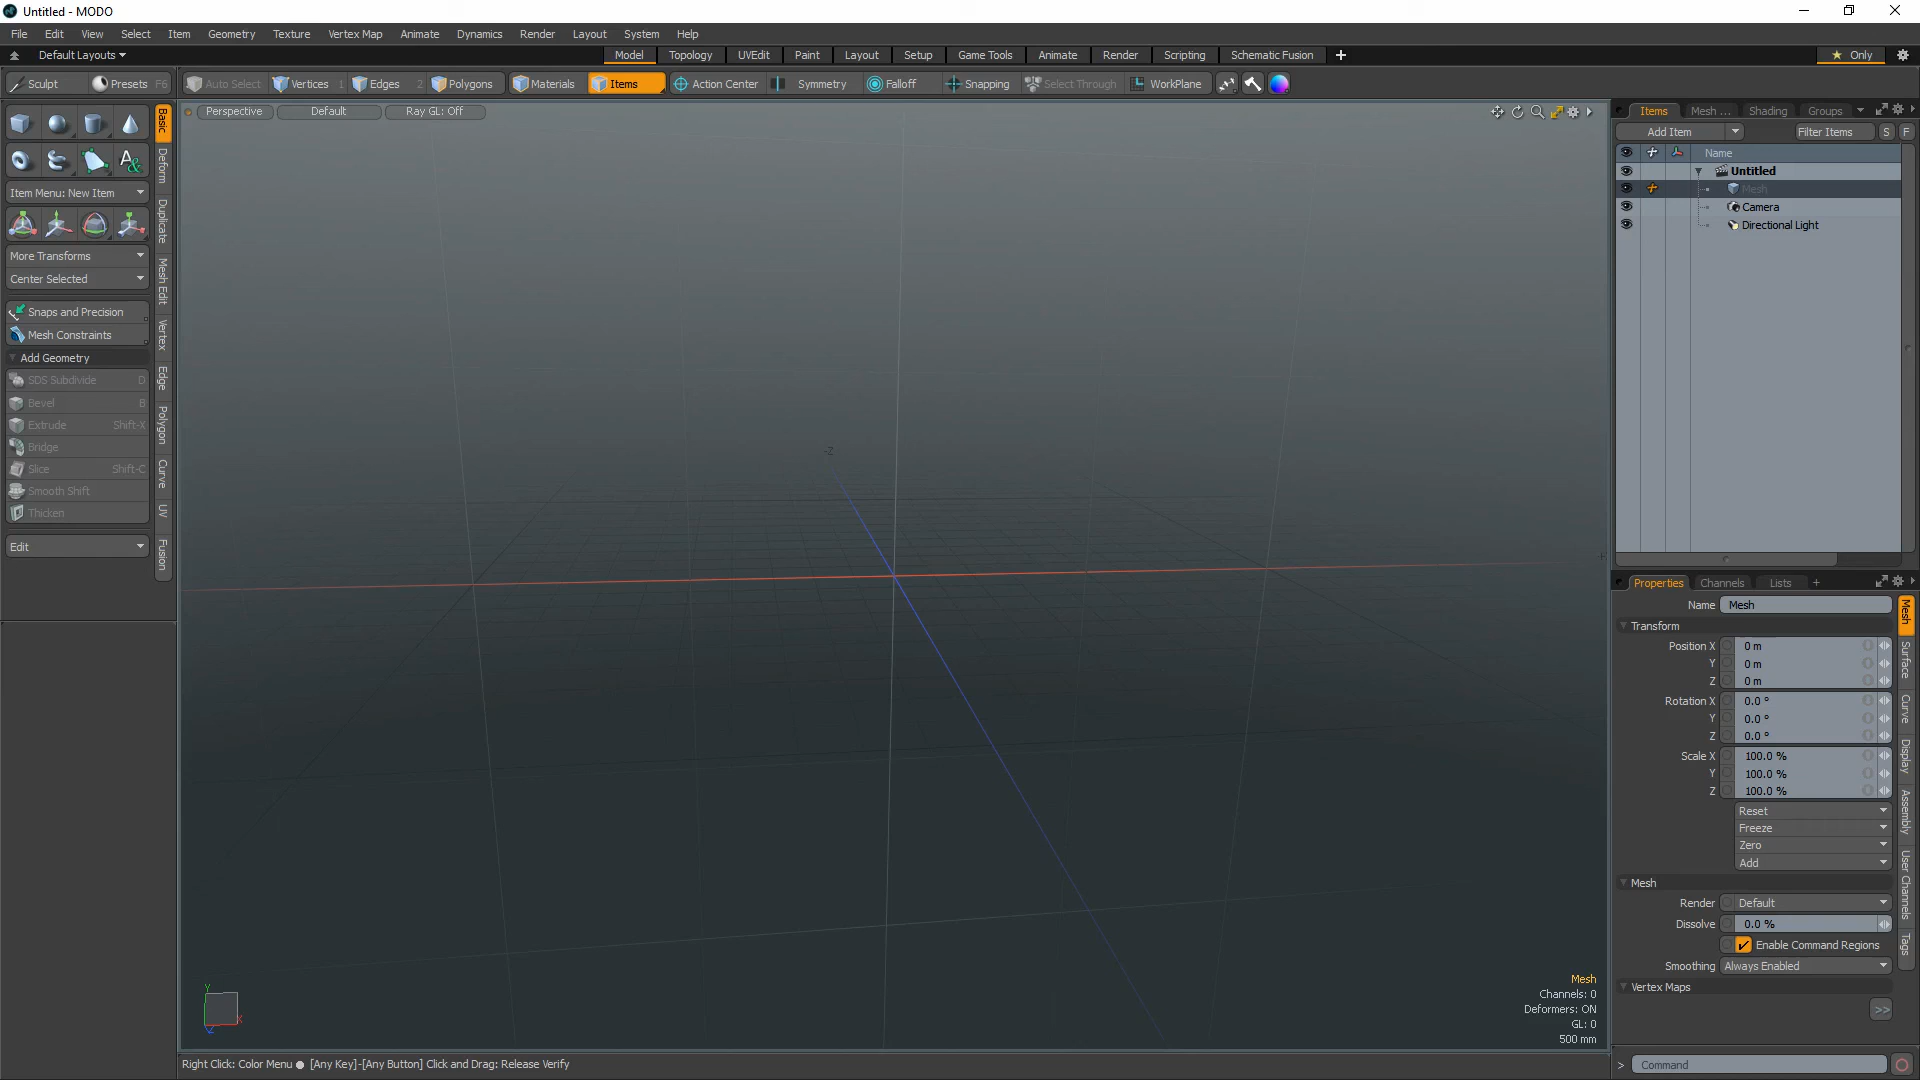 Untitled - MODO
File Edit View Select Item Geometry Texture Vertex Map Animate Dynamics Render Layout System Help
Default Layouts
Model Topology UVEdit Paint Layout Setup Game Tools Animate Render Scripting Schematic Fusion
Only
Sculpt Presets F6
Auto Select Vertices 1 Edges 2 Polygons Materials Items Action Center Symmetry Falloff Snapping Select Through WorkPlane
Perspective Default Ray GL: Off
Basic
Deform
Duplicate
Mesh Edit
Vertex
Edge
Polygon
Curve
UV
Fusion
Item Menu: New Item
More Transforms
Center Selected
Snaps and Precision
Mesh Constraints
Add Geometry
SDS Subdivide D
Bevel B
Extrude Shift-X
Bridge
Slice Shift-C
Smooth Shift
Thicken
Edit
-Z
Y
X
Z
Mesh
Channels: 0
Deformers: ON
GL: 0
500 mm
Right Click: Color Menu ● [Any Key]-[Any Button] Click and Drag: Release Verify
Items Mesh ... Shading Groups
Add Item Filter Items S F
Name
Untitled
Mesh
Camera
Directional Light
Properties Channels Lists +
Name Mesh
Transform
Position X 0 m
Y 0 m
Z 0 m
Rotation X 0.0 °
Y 0.0 °
Z 0.0 °
Scale X 100.0 %
Y 100.0 %
Z 100.0 %
Reset
Freeze
Zero
Add
Mesh
Render Default
Dissolve 0.0 %
Enable Command Regions
Smoothing Always Enabled
Vertex Maps
>>
Mesh
Surface
Curve
Display
Assembly
User Channels
Tags
> Command